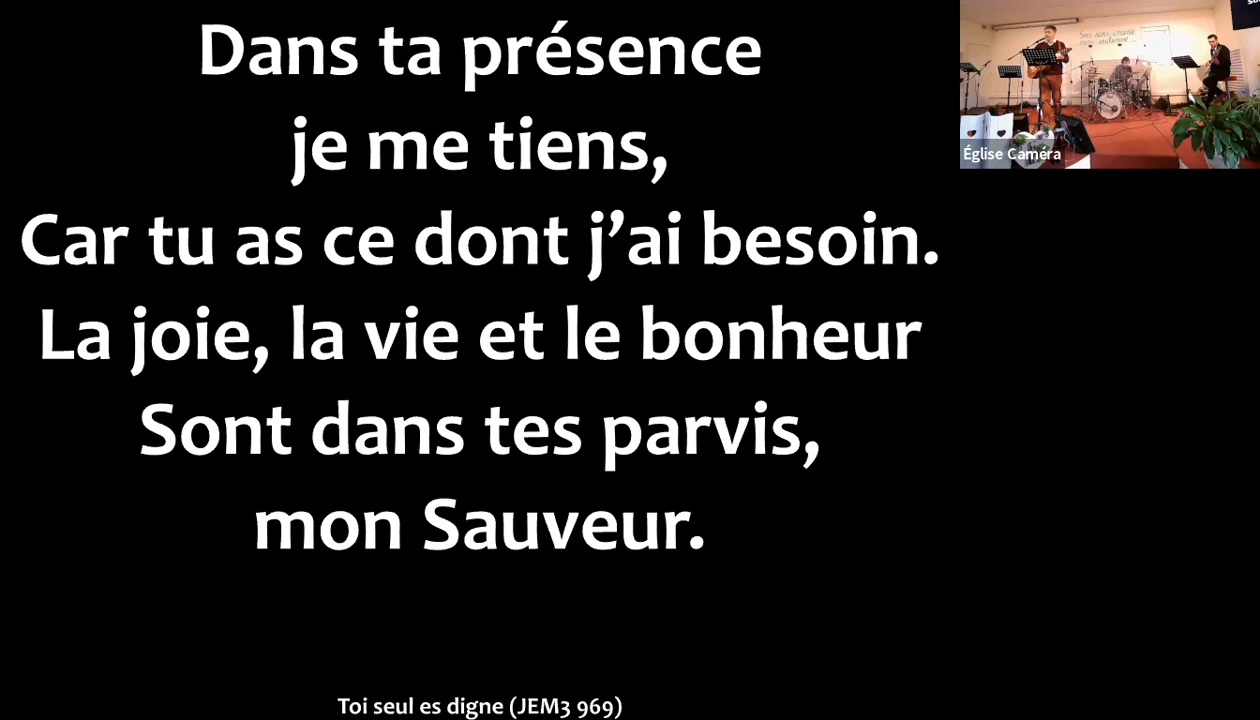 Dans ta présence
je me tiens,
Car tu as ce dont j’ai besoin.
La joie, la vie et le bonheur
Sont dans tes parvis,
mon Sauveur.
Toi seul es digne (JEM3 969)
Église Caméra